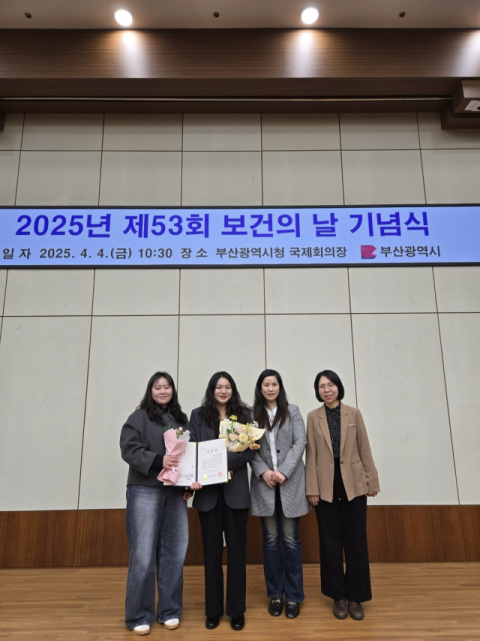 2025년 제53회 보건의 날 기념식
일 자 2025. 4. 4.(금) 10:30 장 소 부산광역시청 국제회의장 부산광역시